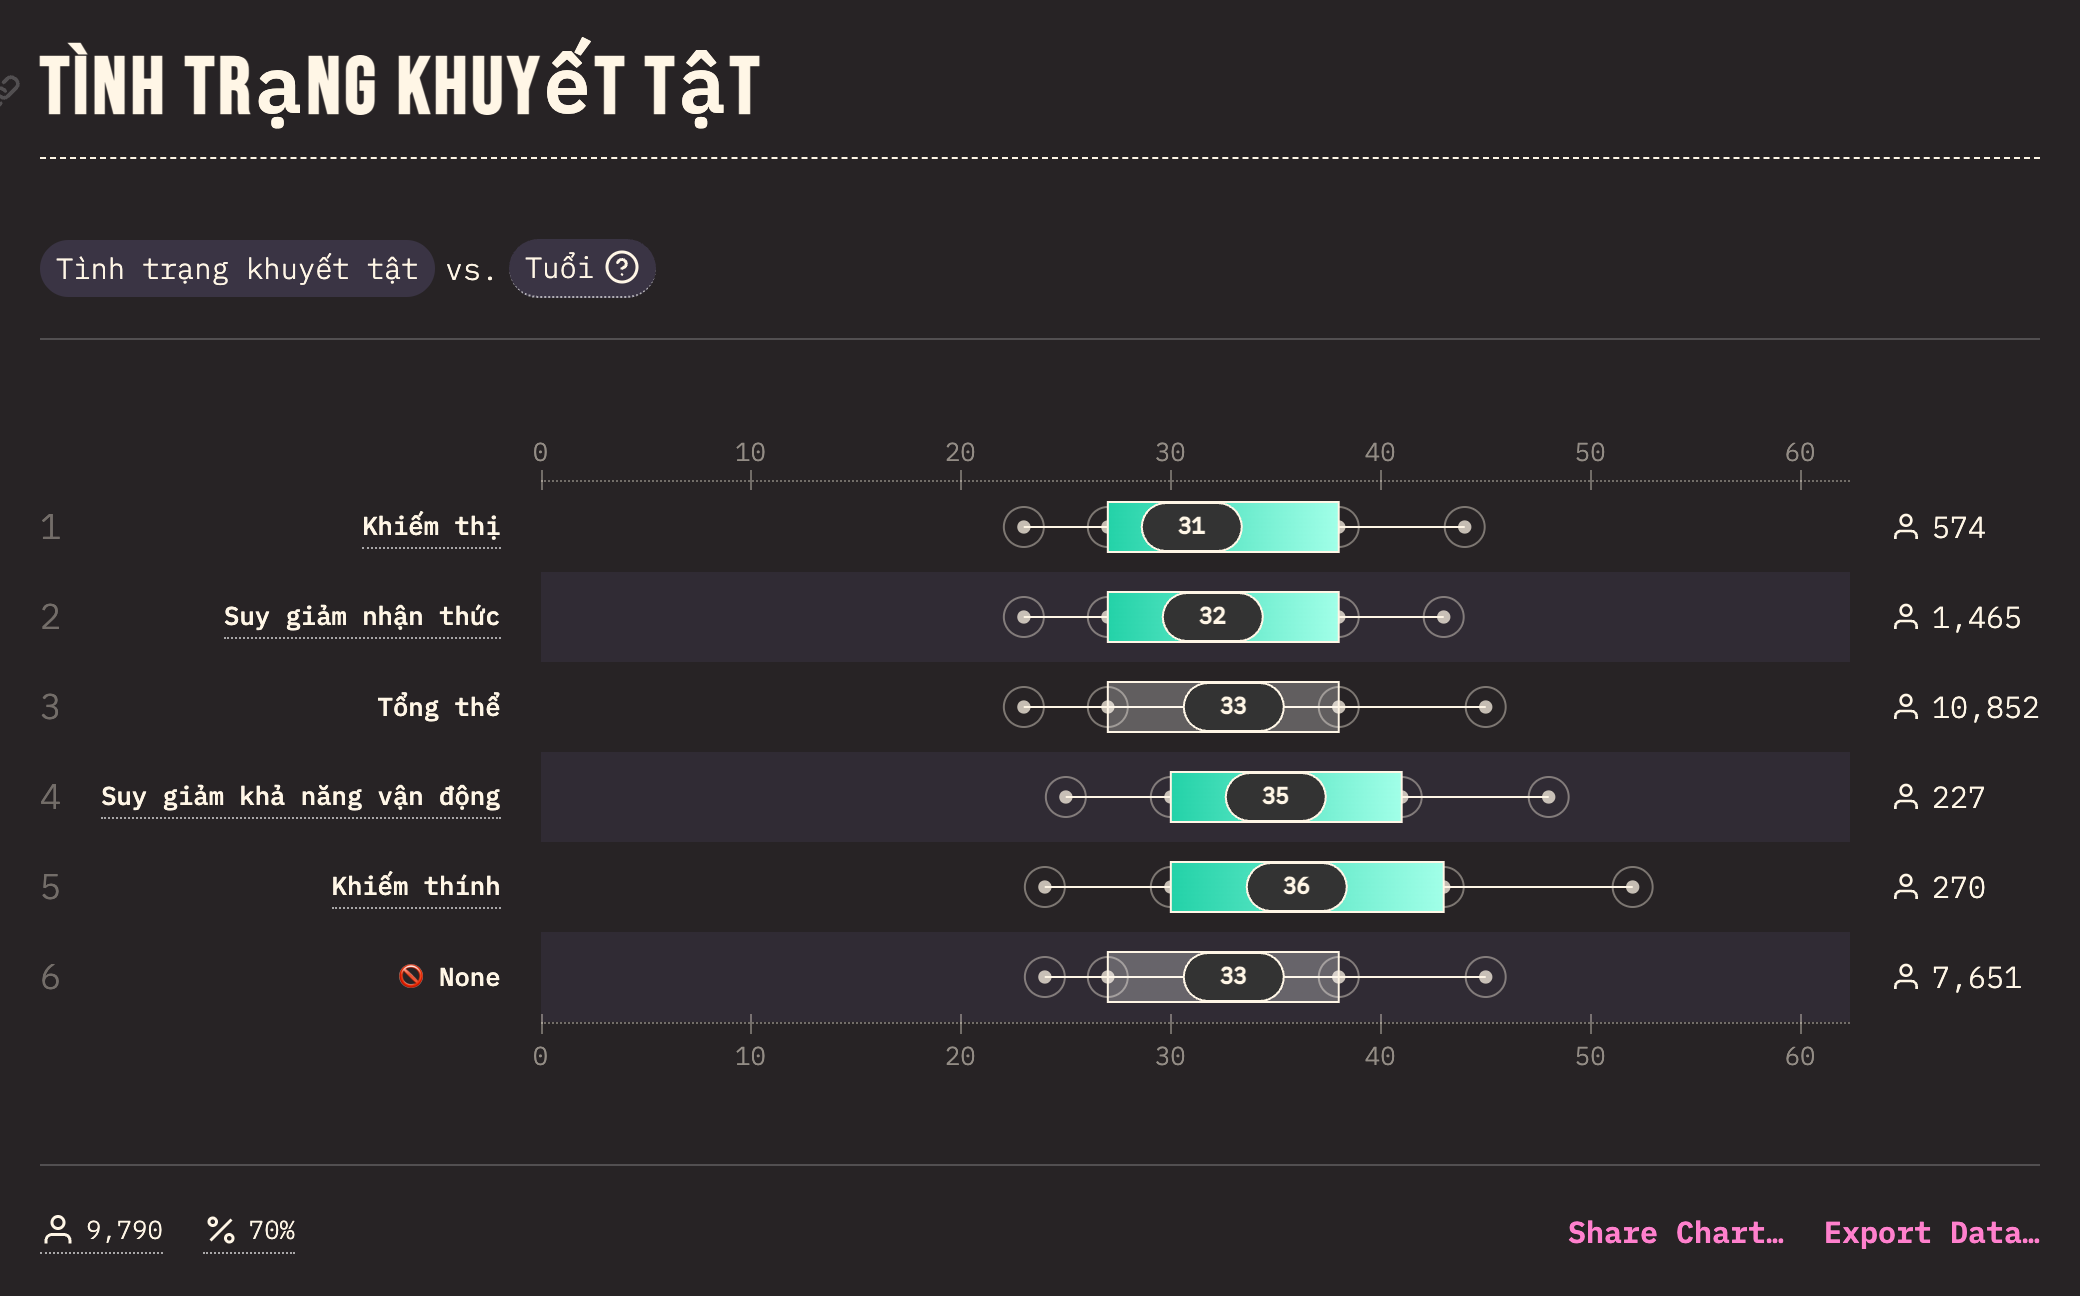 TÌNH TRẠNG KHUYẾT TẬT
Tình trạng khuyết tật vs. Tuổi
0 10 20 30 40 50 60
1 Khiếm thị 31 574
2 Suy giảm nhận thức 32 1,465
3 Tổng thể 33 10,852
4 Suy giảm khả năng vận động 35 227
5 Khiếm thính 36 270
6 🚫 None 33 7,651
0 10 20 30 40 50 60
9,790 % 70% Share Chart… Export Data…